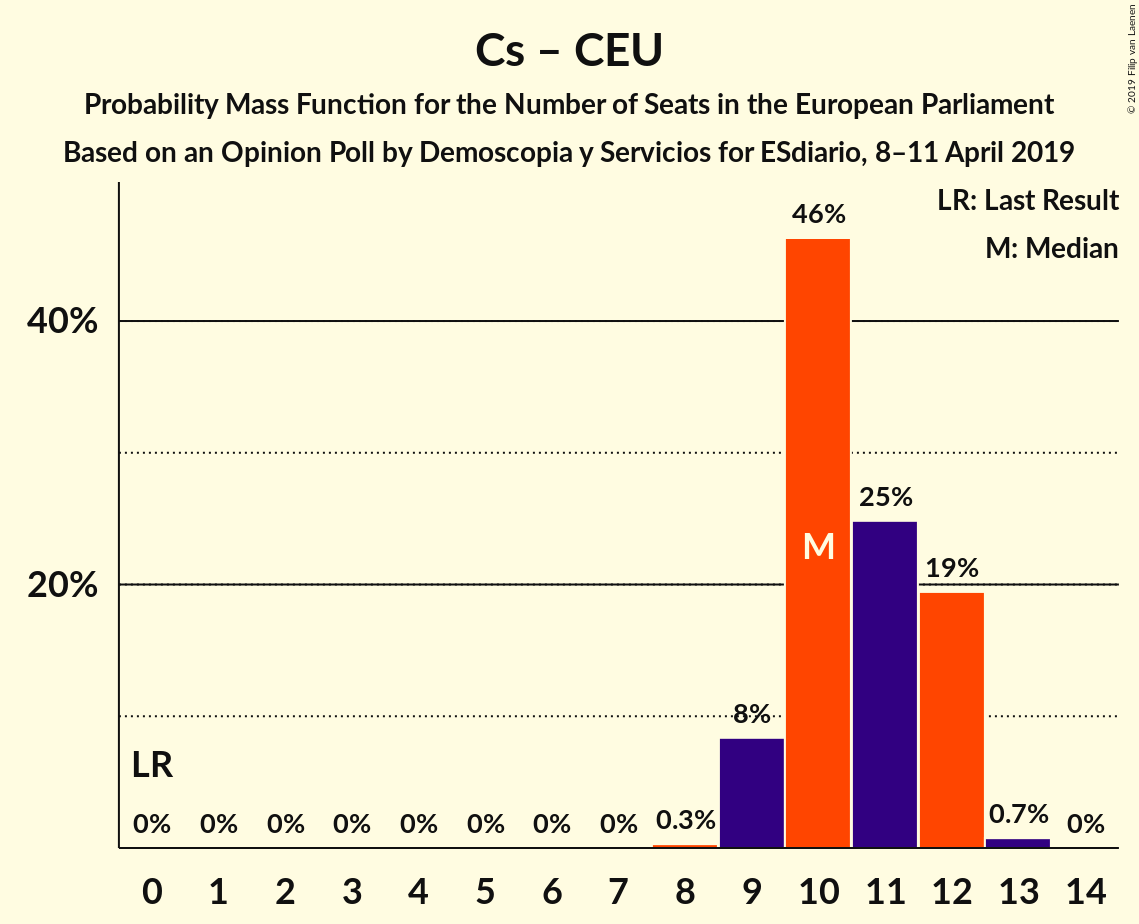 Cs – CEU
Probability Mass Function for the Number of Seats in the European Parliament
Based on an Opinion Poll by Demoscopia y Servicios for ESdiario, 8–11 April 2019
© 2019 Filip van Laenen
LR: Last Result
M: Median
46%
40%
25%
M
19%
20%
8%
LR
0% 0% 0% 0% 0% 0% 0% 0% 0.3% 0.7% 0%
0 1 2 3 4 5 6 7 8 9 10 11 12 13 14